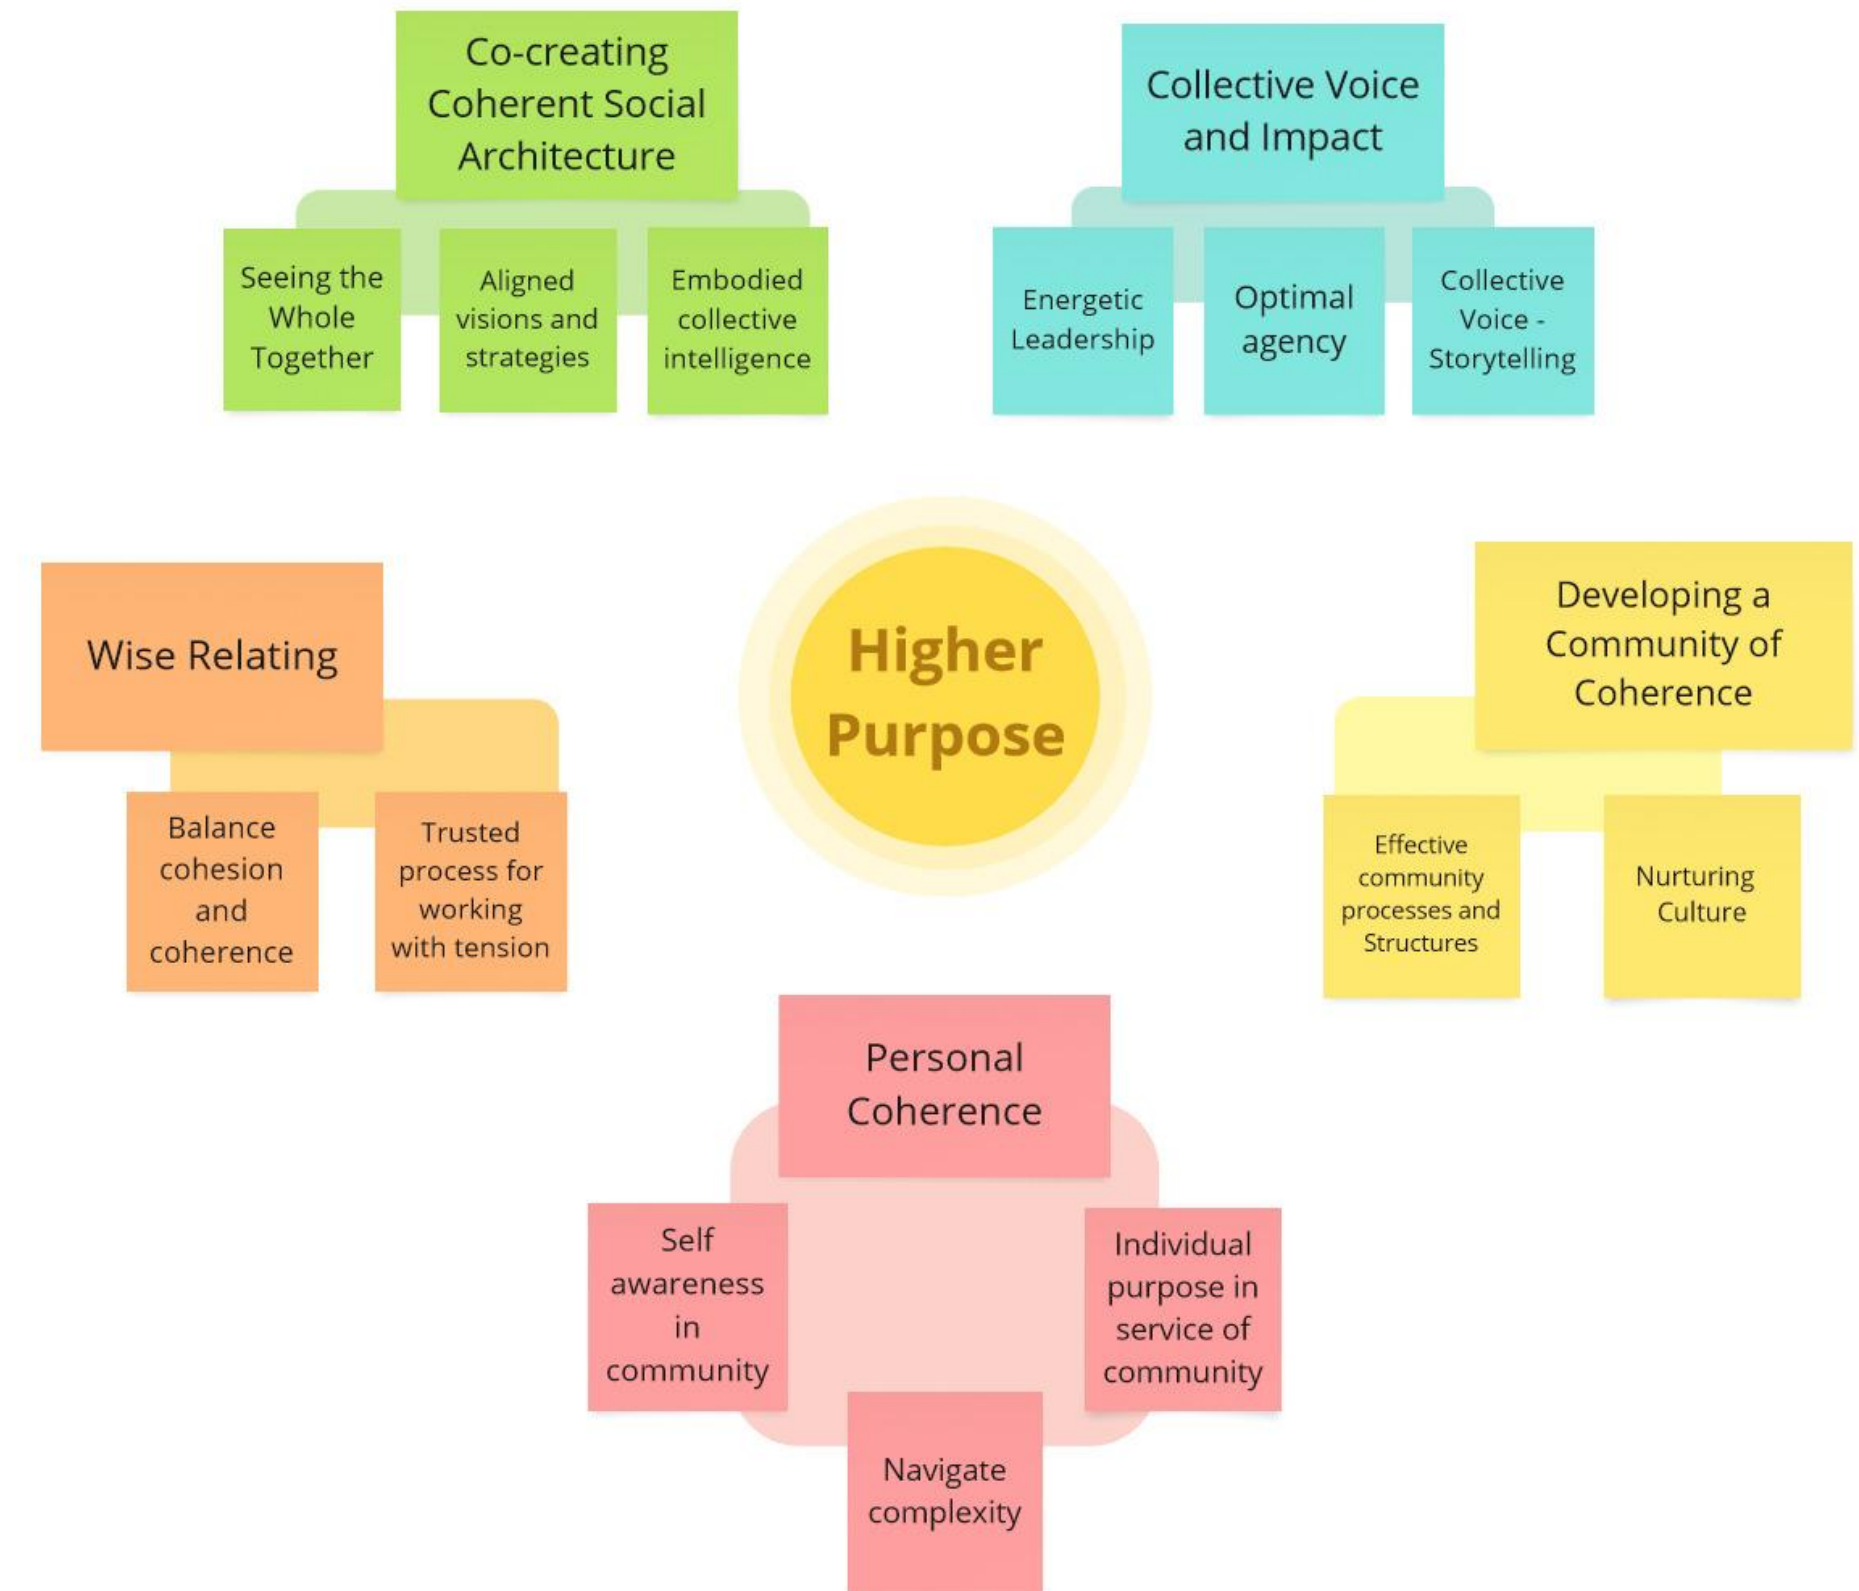 Co-creating
Coherent Social
Architecture
Seeing the
Whole
Together
Aligned
visions and
strategies
Embodied
collective
intelligence
Collective Voice
and Impact
Energetic
Leadership
Optimal
agency
Collective
Voice -
Storytelling
Higher
Purpose
Wise Relating
Balance
cohesion
and
coherence
Trusted
process for
working
with tension
Developing a
Community of
Coherence
Effective
community
processes and
Structures
Nurturing
Culture
Personal
Coherence
Self
awareness
in
community
Individual
purpose in
service of
community
Navigate
complexity